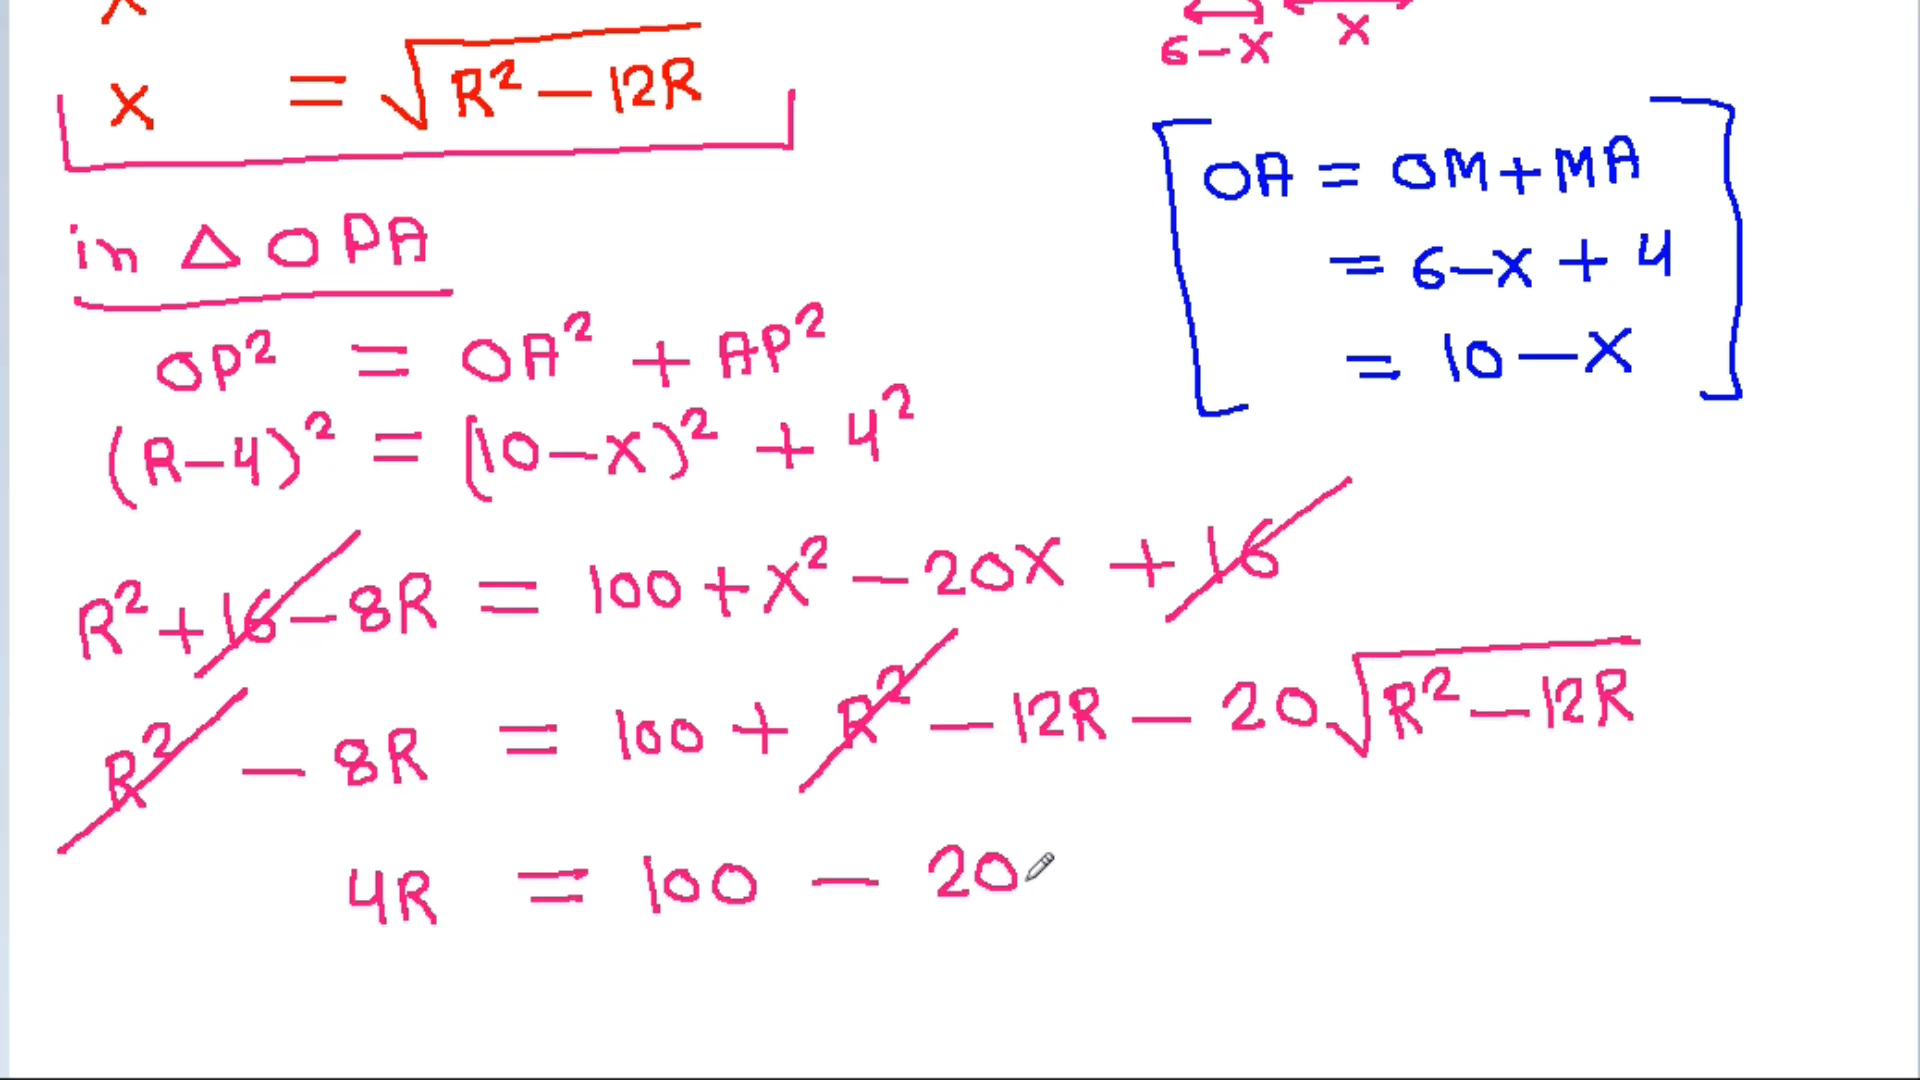 x = √R² − 12R
6−x x
OA = OM + MA
= 6−x + 4
= 10 − x
in △ OPA
OP² = OA² + AP²
(R−4)² = (10−x)² + 4²
R² + 16 − 8R = 100 + x² − 20x + 16
R² − 8R = 100 + R² − 12R − 20√R² − 12R
4R = 100 − 20